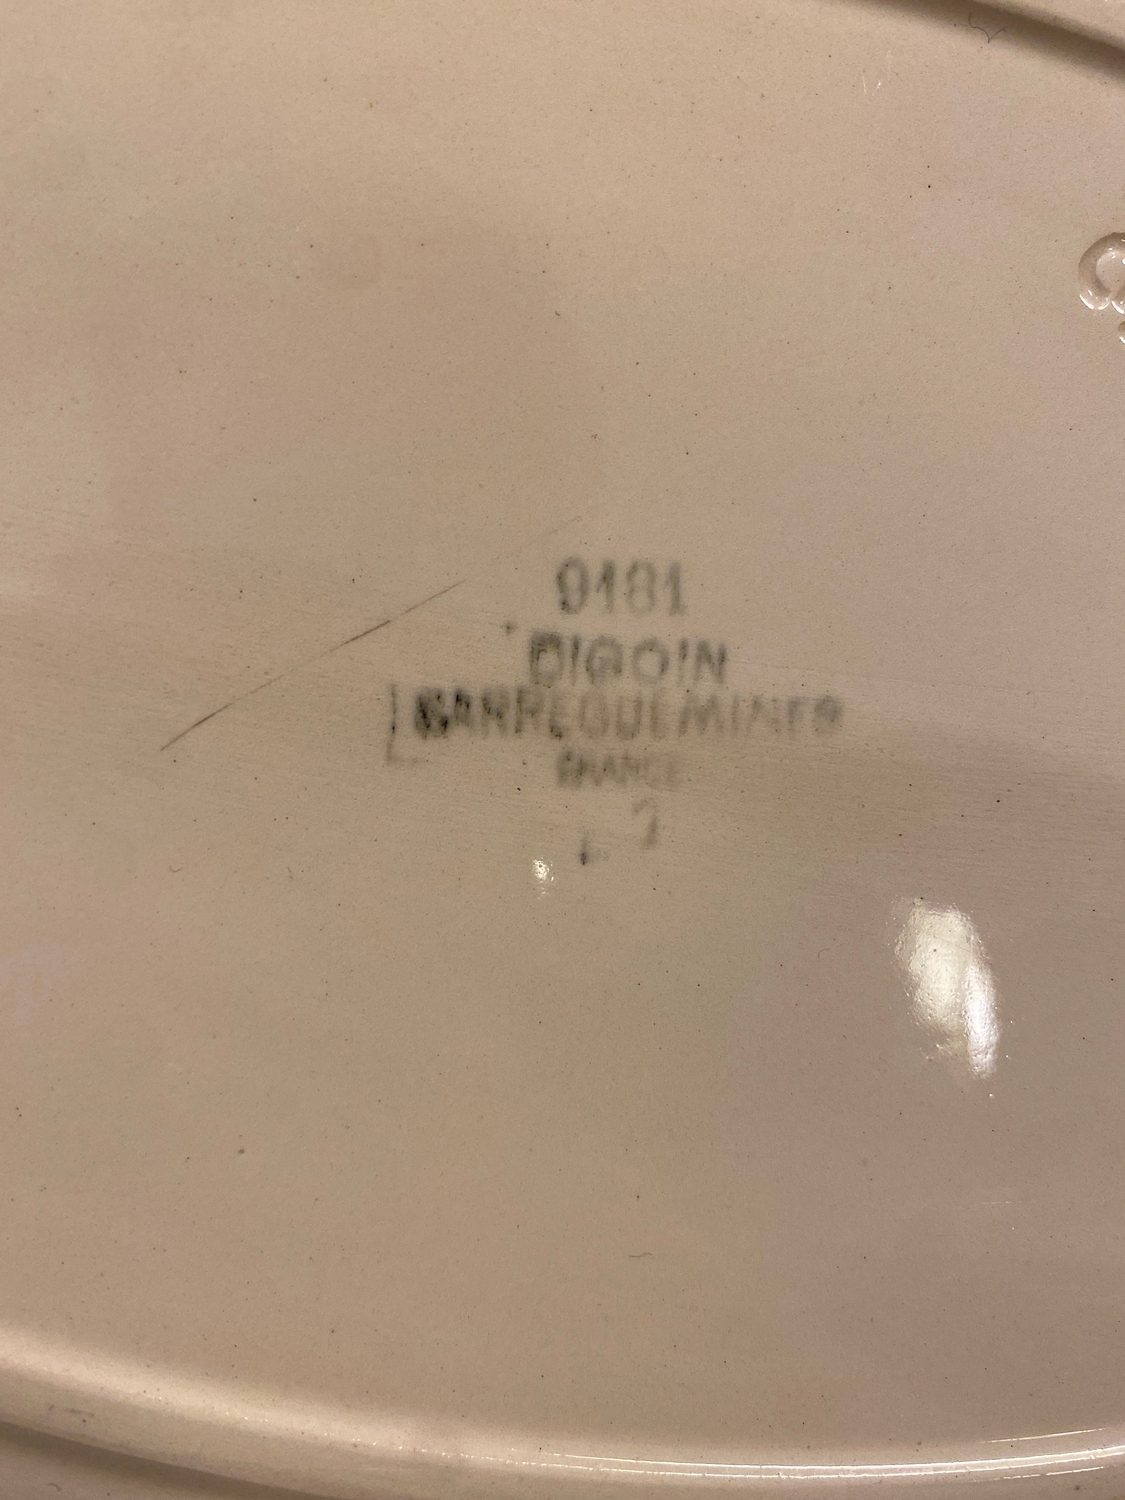 9181
DIGOIN
SARREGUEMINES
FRANCE